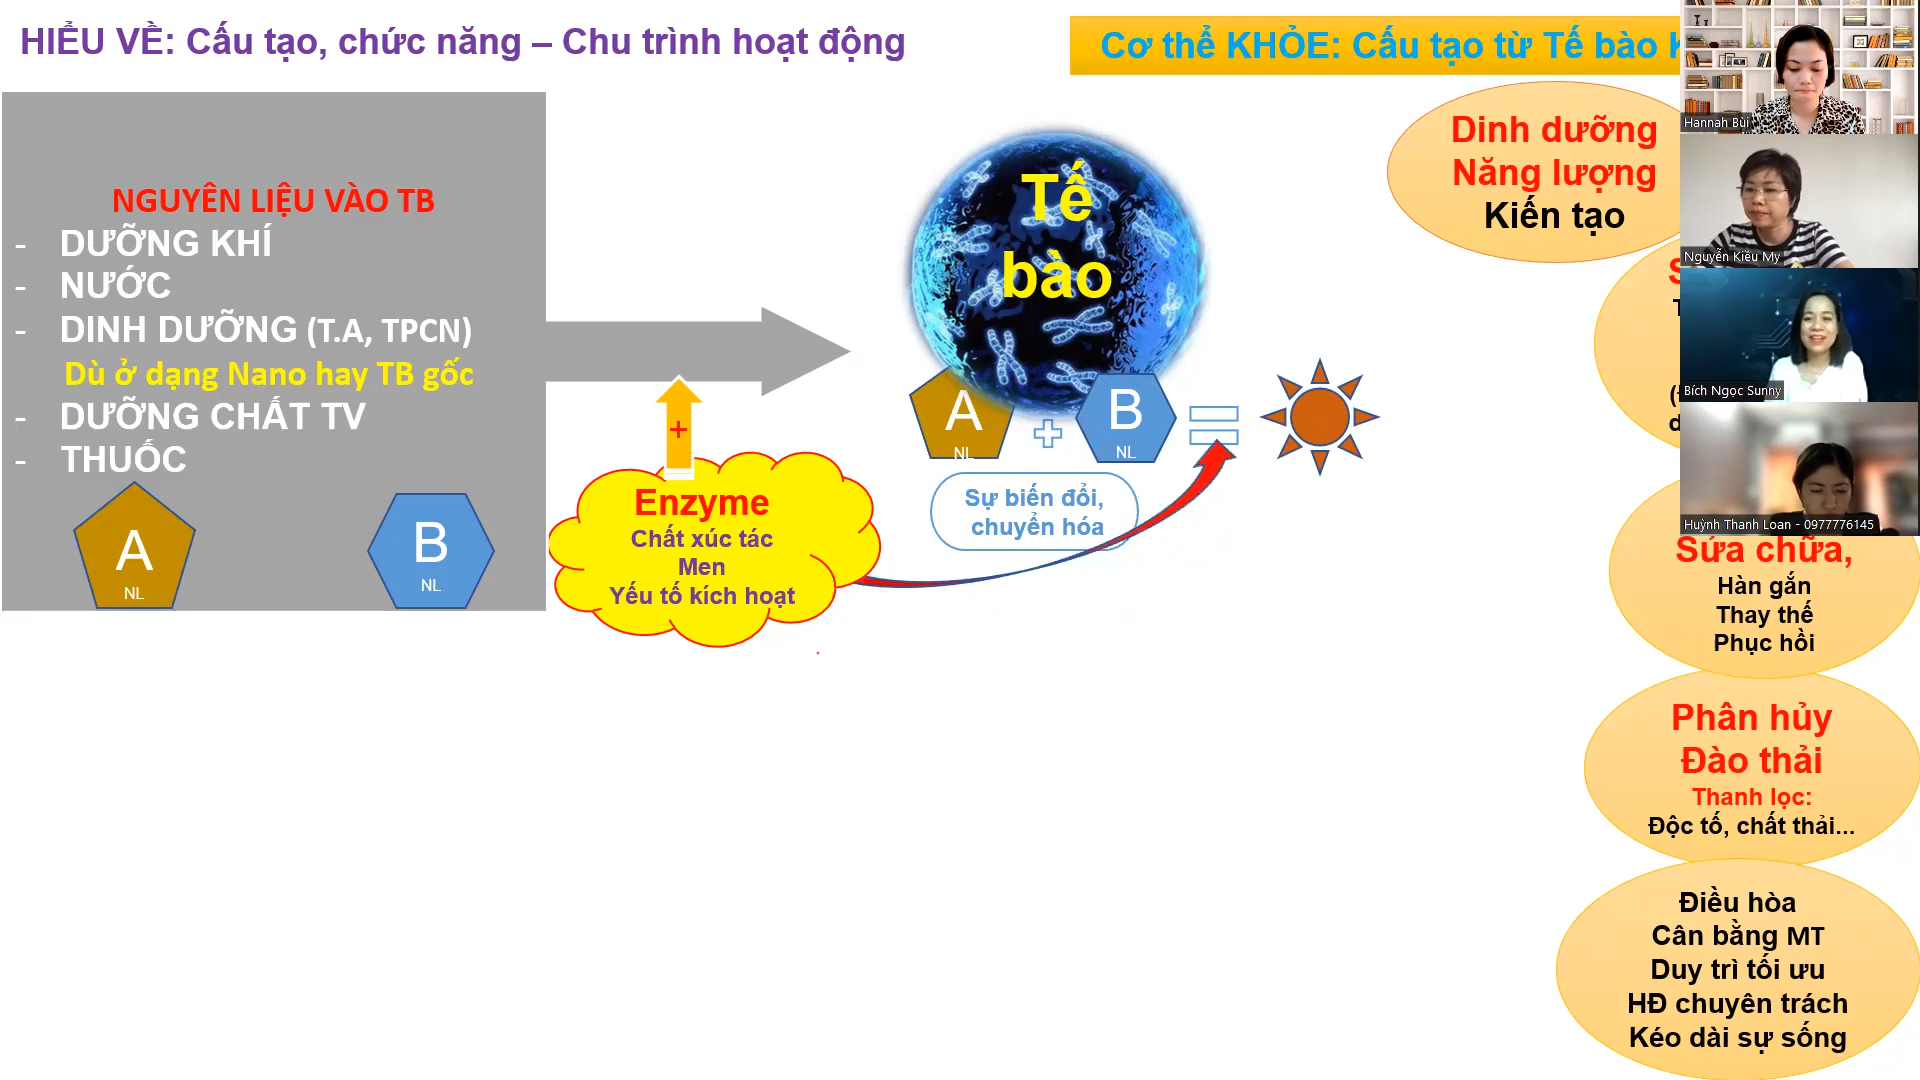 HIỂU VỀ: Cấu tạo, chức năng – Chu trình hoạt động
Cơ thể KHỎE: Cấu tạo từ Tế bào
NGUYÊN LIỆU VÀO TB
- DƯỠNG KHÍ
- NƯỚC
- DINH DƯỠNG (T.A, TPCN)
Dù ở dạng Nano hay TB gốc
- DƯỠNG CHẤT TV
- THUỐC
A
NL
B
NL
+
Enzyme
Chất xúc tác
Men
Yếu tố kích hoạt
Tế
bào
A
NL
B
NL
Sự biến đổi,
chuyển hóa
Dinh dưỡng
Năng lượng
Kiến tạo
Sửa chữa,
Hàn gắn
Thay thế
Phục hồi
Phân hủy
Đào thải
Thanh lọc:
Độc tố, chất thải...
Điều hòa
Cân bằng MT
Duy trì tối ưu
HĐ chuyên trách
Kéo dài sự sống
Hannah Bùi
Nguyễn Kiều My
Bích Ngọc Sunny
Huỳnh Thanh Loan - 0977776145